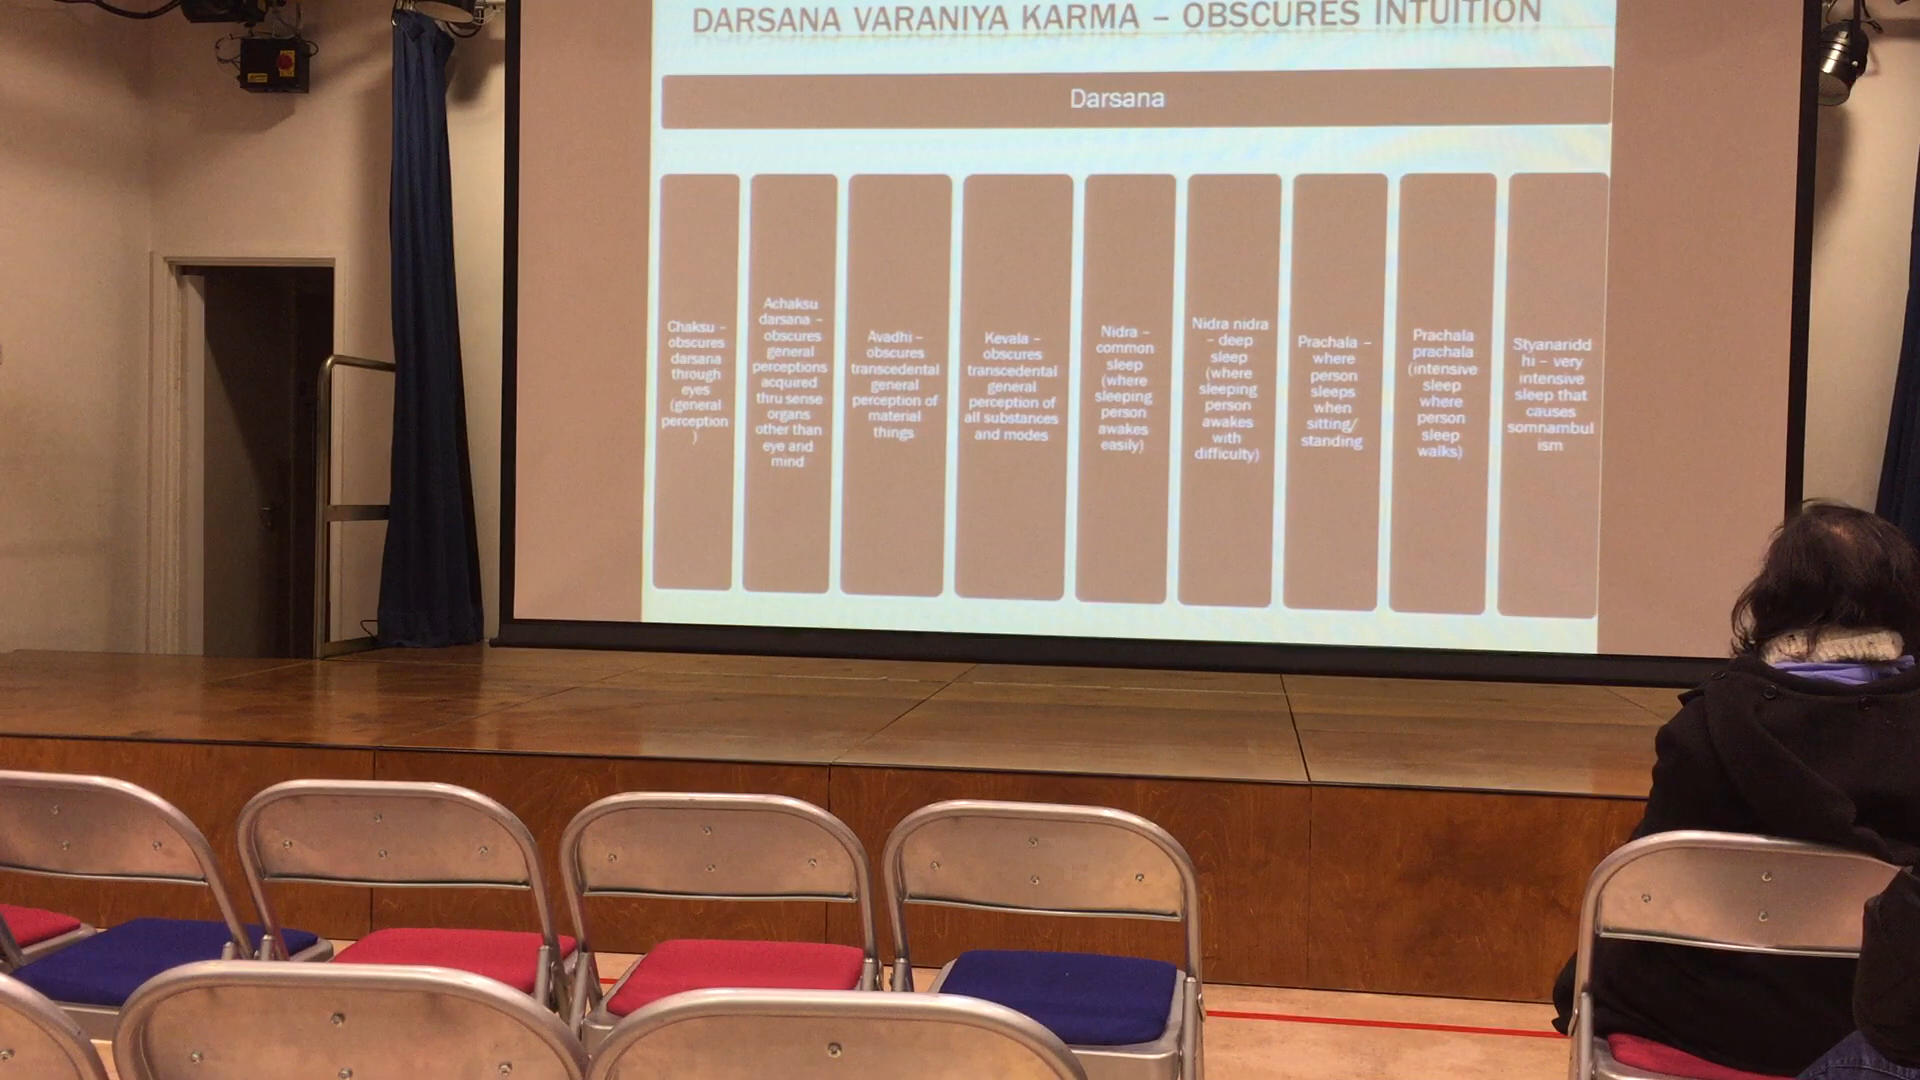 DARSANA VARANIYA KARMA – OBSCURES INTUITION
Darsana
Chaksu –
obscures
darsana
through
eyes
(general
perception
)
Achaksu
darsana –
obscures
general
perceptions
acquired
thru sense
organs
other than
eye and
mind
Avadhi –
obscures
transcedental
general
perception of
material
things
Kevala –
obscures
transcedental
general
perception of
all substances
and modes
Nidra –
common
sleep
(where
sleeping
person
awakes
easily)
Nidra nidra
– deep
sleep
(where
sleeping
person
awakes
with
difficulty)
Prachala –
where
person
sleeps
when
sitting/
standing
Prachala
prachala
(intensive
sleep
where
person
sleep
walks)
Styanaridd
hi – very
intensive
sleep that
causes
somnambul
ism